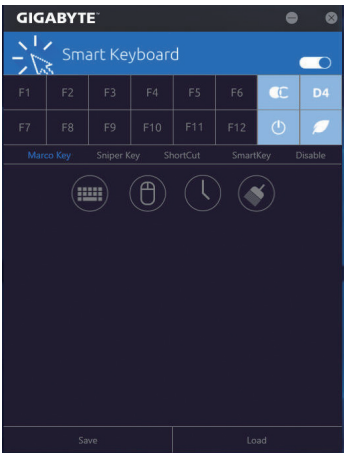 GIGABYTE™
Smart Keyboard
F1 F2 F3 F4 F5 F6 D4
F7 F8 F9 F10 F11 F12
Marco Key Sniper Key ShortCut SmartKey Disable
Save Load